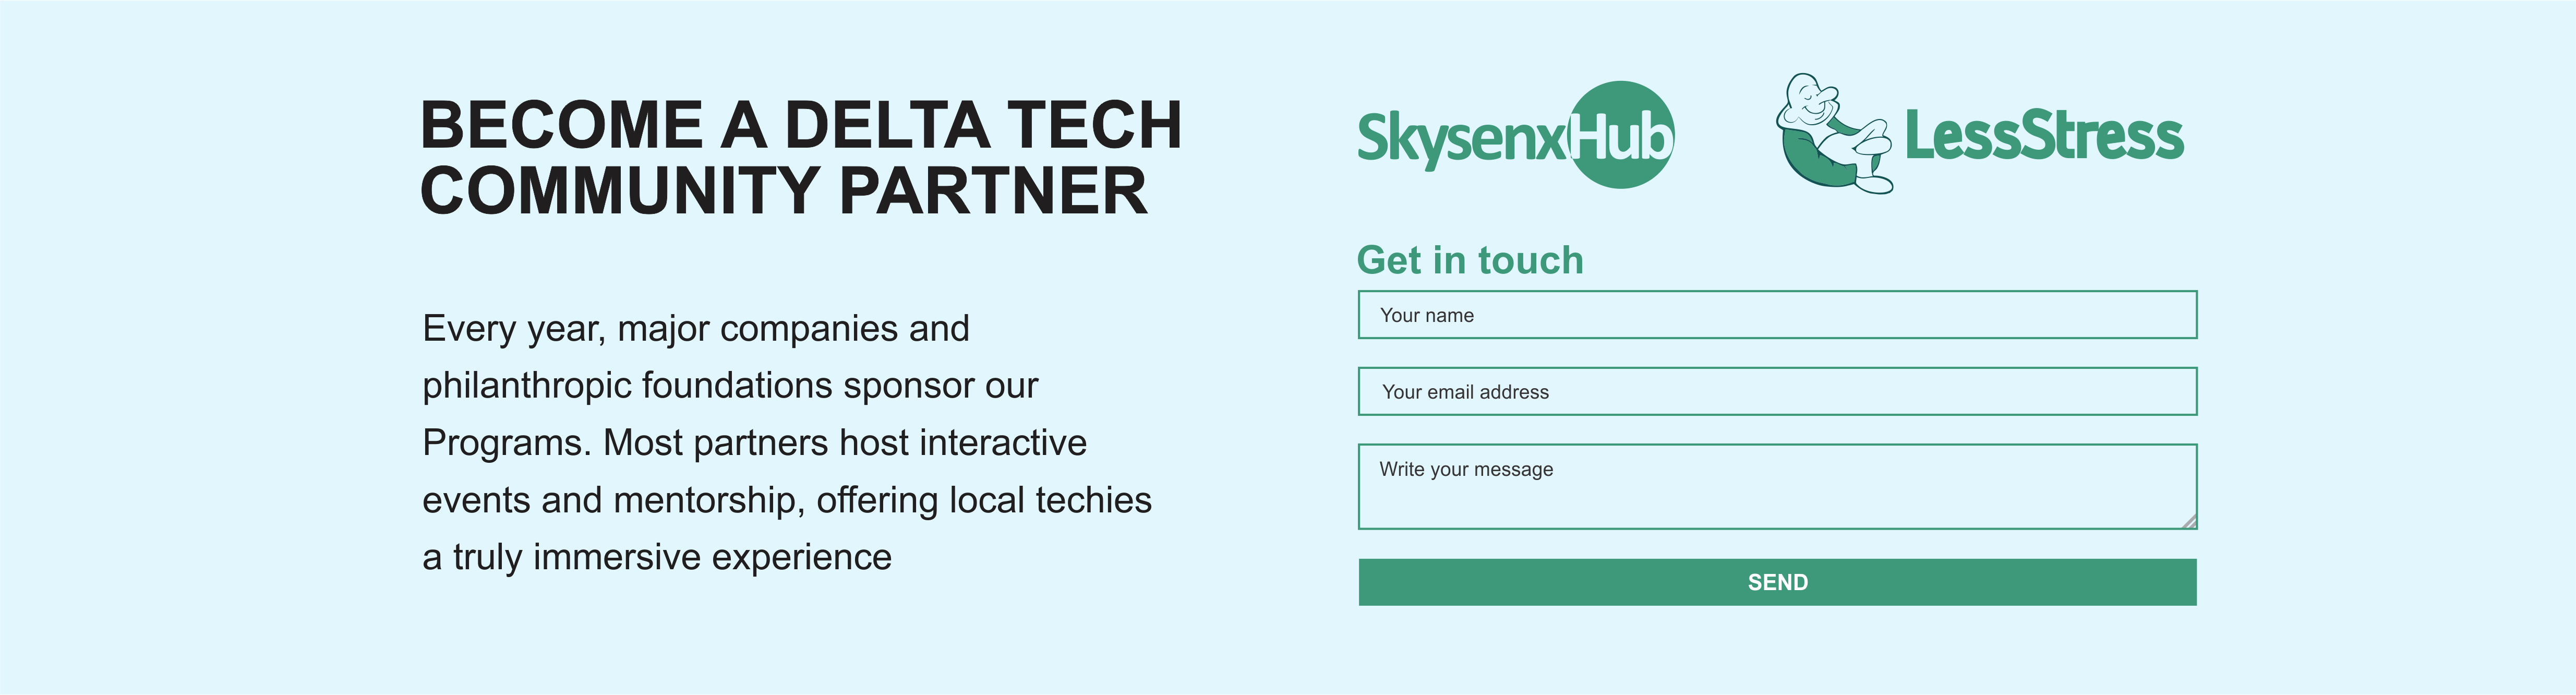 BECOME A DELTA TECH
COMMUNITY PARTNER
Every year, major companies and
philanthropic foundations sponsor our
Programs. Most partners host interactive
events and mentorship, offering local techies
a truly immersive experience
SkysenxHub
LessStress
Get in touch
Your name
Your email address
Write your message
SEND